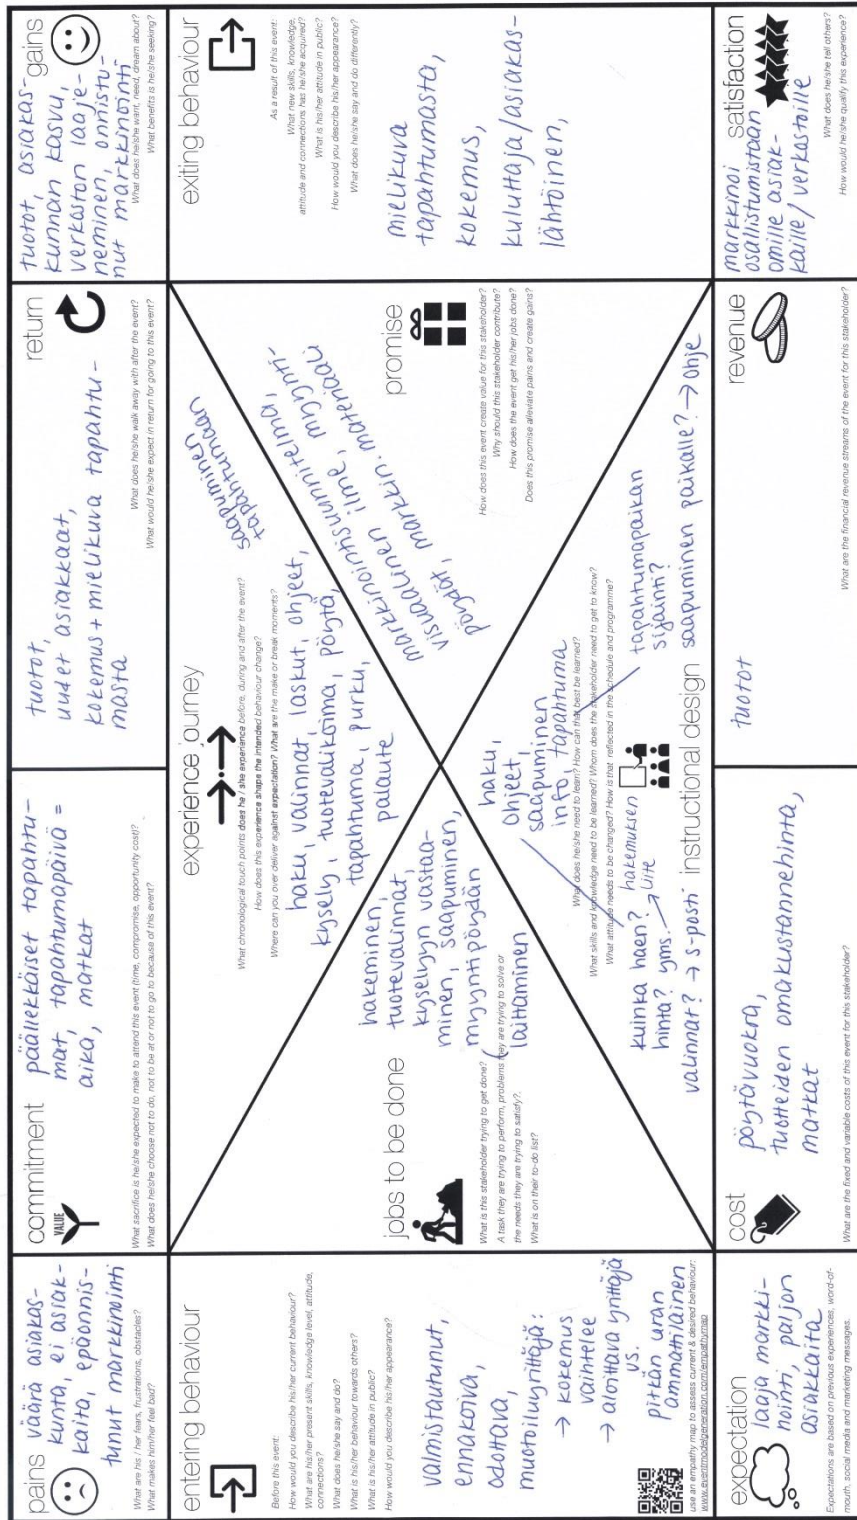 pains
väärä asiakas-
kunta, ei asiak-
kaita, epäonnis-
tunut markkinointi
What are his / her fears, frustrations, obstacles?
What makes him/her feel bad?
commitment
VALUE
päällekkäiset tapahtu-
mat, tapahtumapäivä =
aika, matkat
What sacrifice is he/she expected to make to attend this event (time, compromise, opportunity cost)?
What does he/she choose not to do, not to be at or not to go to because of this event?
return
tuotot,
uudet asiakkaat,
kokemus + mielikuva tapahtu-
masta
What does he/she walk away with after the event?
What would he/she expect in return for going to this event?
gains
tuotot, asiakas-
kunnan kasvu,
verkoston laaje-
neminen, onnistu-
nut markkinointi
What does he/she want, need, dream about?
What benefits is he/she seeking?
entering behaviour
Before this event:
How would you describe his/her current behaviour?
What are his/her present skills, knowledge level, attitude,
connections?
What does he/she say and do?
What is his/her behaviour towards others?
What is his/her attitude in public?
How would you describe his/her appearance?
valmistautunut,
ennakoiva,
odottava,
muotoiluyrittäjä:
→ kokemus
vaihtelee
→ aloittava yrittäjä
vs.
pitkän uran
ammattilainen
use an empathy map to assess current & desired behaviour:
www.eventmodelgeneration.com/empathymap
experience journey
What chronological touch points does he / she experience before, during and after the event?
How does this experience shape the intended behaviour change?
Where can you over deliver against expectation? What are the make or break moments?
haku, valinnat, laskut, ohjeet,
kysely, tuotevalikoima, pöytä,
tapahtuma, purku,
palaute
saapuminen
tapahtumaan
jobs to be done
What is this stakeholder trying to get done?
A task they are trying to perform, problems they are trying to solve or
the needs they are trying to satisfy?.
What is on their to-do list?
hakeminen,
tuotevalinnat,
kyselyyn vastaa-
minen, saapuminen,
myyntipöydän
laittaminen
promise
markkinointisuunnitelma,
visuaalinen ilme, myynti-
pöydät, markkin. materiaali
How does this event create value for this stakeholder?
Why should this stakeholder contribute?
How does the event get his/her jobs done?
Does this promise alleviate pains and create gains?
haku,
ohjeet,
saapuminen
info, tapahtuma
What does he/she need to learn? How can that best be learned?
What skills and knowledge need to be learned? Whom does the stakeholder need to get to know?
What attitude needs to be changed? How is that reflected in the schedule and programme?
instructional design
kuinka haen?
hinta? yms. → hakemuksen
liite
valinnat? → s-posti
tapahtumapaikan
sijainti?
saapuminen paikalle? → ohje
exiting behaviour
As a result of this event:
What new skills, knowledge,
attitude and connections has he/she acquired?
What is his/her attitude in public?
How would you describe his/her appearance?
What does he/she say and do differently?
mielikuva
tapahtumasta,
kokemus,
kuluttaja/asiakas-
lähtöinen,
expectation
laaja markki-
nointi, paljon
asiakkaita
Expectations are based on previous experiences, word-of-
mouth, social media and marketing messages.
cost
pöytävuokra,
tuotteiden omakustannehinta,
matkat
What are the fixed and variable costs of this event for this stakeholder?
revenue
tuotot
What are the financial revenue streams of the event for this stakeholder?
satisfaction
markkinoi
osallistumistaan
omille asiak-
kaille / verkostoille
What does he/she tell others?
How would he/she qualify this experience?